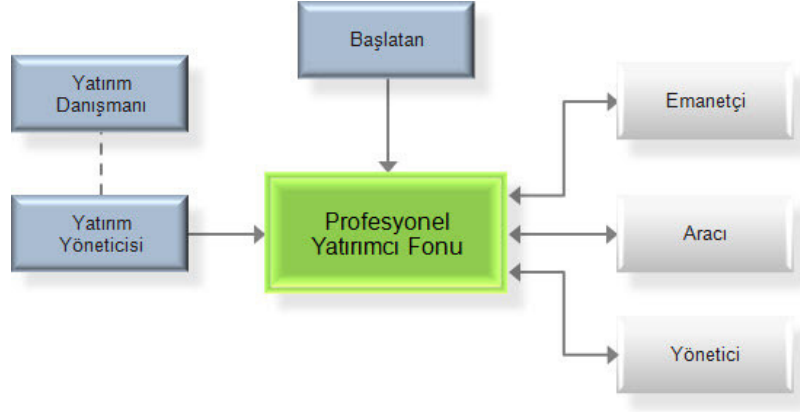 Başlatan
Yatırım
Danışmanı
Yatırım
Yöneticisi
Profesyonel
Yatırımcı Fonu
Emanetçi
Aracı
Yönetici